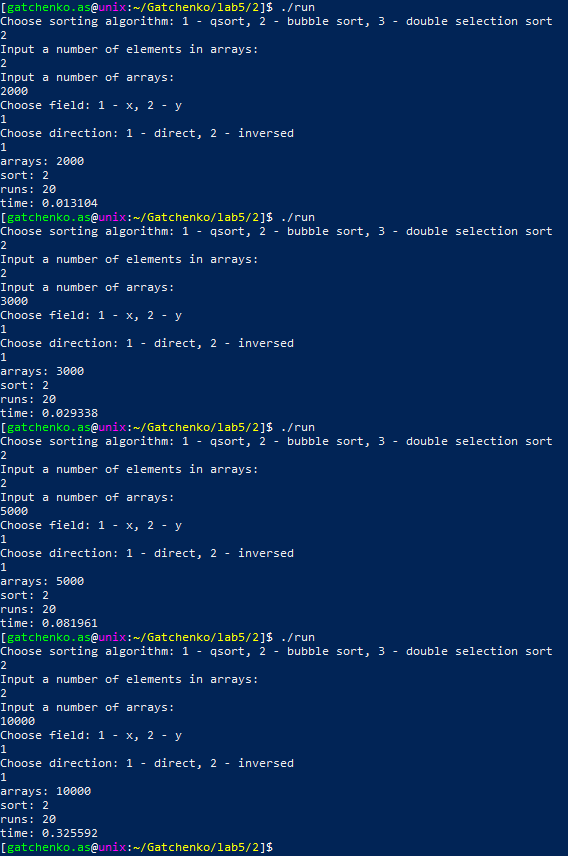 [gatchenko.as@unix:~/Gatchenko/lab5/2]$ ./run
Choose sorting algorithm: 1 - qsort, 2 - bubble sort, 3 - double selection sort
2
Input a number of elements in arrays:
2
Input a number of arrays:
2000
Choose field: 1 - x, 2 - y
1
Choose direction: 1 - direct, 2 - inversed
1
arrays: 2000
sort: 2
runs: 20
time: 0.013104
[gatchenko.as@unix:~/Gatchenko/lab5/2]$ ./run
Choose sorting algorithm: 1 - qsort, 2 - bubble sort, 3 - double selection sort
2
Input a number of elements in arrays:
2
Input a number of arrays:
3000
Choose field: 1 - x, 2 - y
1
Choose direction: 1 - direct, 2 - inversed
1
arrays: 3000
sort: 2
runs: 20
time: 0.029338
[gatchenko.as@unix:~/Gatchenko/lab5/2]$ ./run
Choose sorting algorithm: 1 - qsort, 2 - bubble sort, 3 - double selection sort
2
Input a number of elements in arrays:
2
Input a number of arrays:
5000
Choose field: 1 - x, 2 - y
1
Choose direction: 1 - direct, 2 - inversed
1
arrays: 5000
sort: 2
runs: 20
time: 0.081961
[gatchenko.as@unix:~/Gatchenko/lab5/2]$ ./run
Choose sorting algorithm: 1 - qsort, 2 - bubble sort, 3 - double selection sort
2
Input a number of elements in arrays:
2
Input a number of arrays:
10000
Choose field: 1 - x, 2 - y
1
Choose direction: 1 - direct, 2 - inversed
1
arrays: 10000
sort: 2
runs: 20
time: 0.325592
[gatchenko.as@unix:~/Gatchenko/lab5/2]$